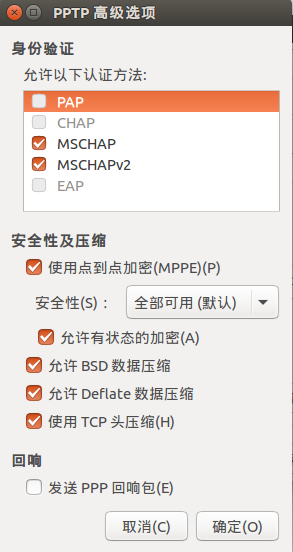 PPTP 高级选项
身份验证
允许以下认证方法:
PAP
CHAP
MSCHAP
MSCHAPv2
EAP
安全性及压缩
使用点到点加密(MPPE)(P)
安全性(S)： 全部可用 (默认)
允许有状态的加密(A)
允许 BSD 数据压缩
允许 Deflate 数据压缩
使用 TCP 头压缩(H)
回响
发送 PPP 回响包(E)
取消(C) 确定(O)